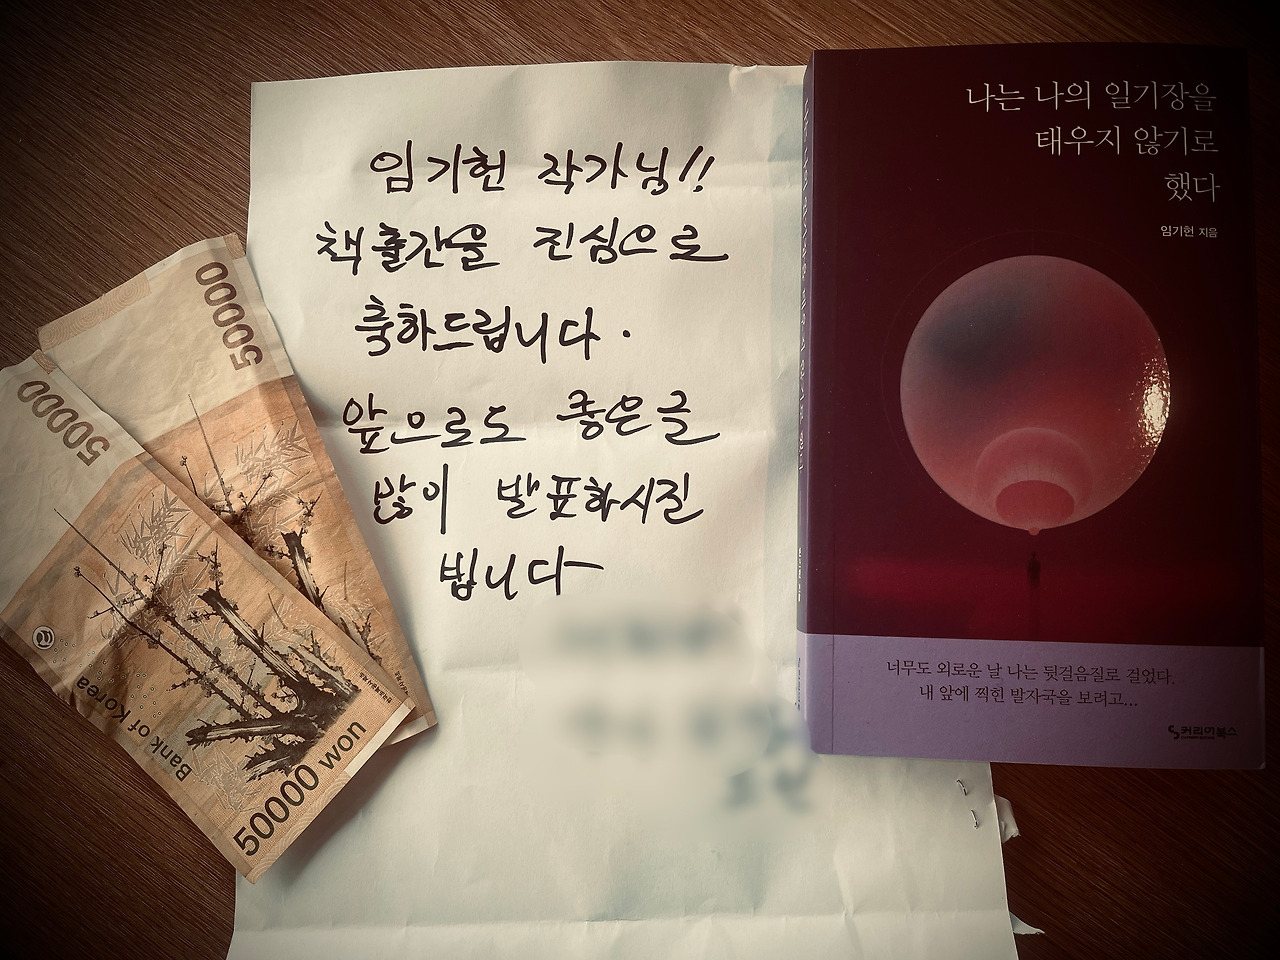 임기헌 작가님!!
책 출간을 진심으로
축하드립니다.
앞으로도 좋은글
많이 발표하시길
빕니다
나는 나의 일기장을
태우지 않기로
했다
임기헌 지음
너무도 외로운 날 나는 뒷걸음질로 걸었다.
내 앞에 찍힌 발자국을 보려고...
커리어북스
50000
50000
Bank of Korea
50000 won